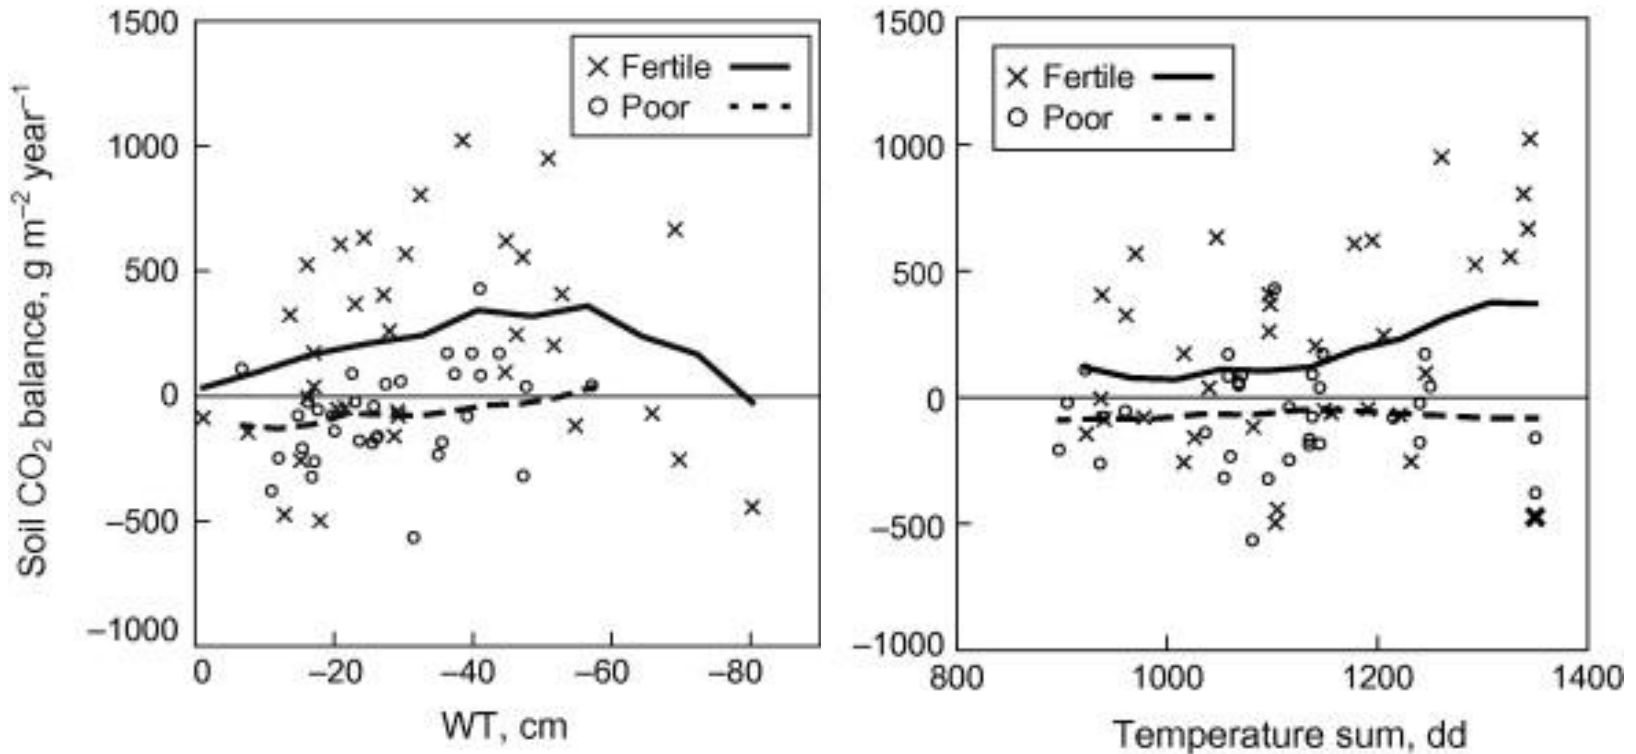 Soil CO₂ balance, g m⁻² year⁻¹
1500
1000
500
0
–500
–1000
Fertile
Poor
0 –20 –40 –60 –80
WT, cm
1500
1000
500
0
–500
–1000
Fertile
Poor
800 1000 1200 1400
Temperature sum, dd